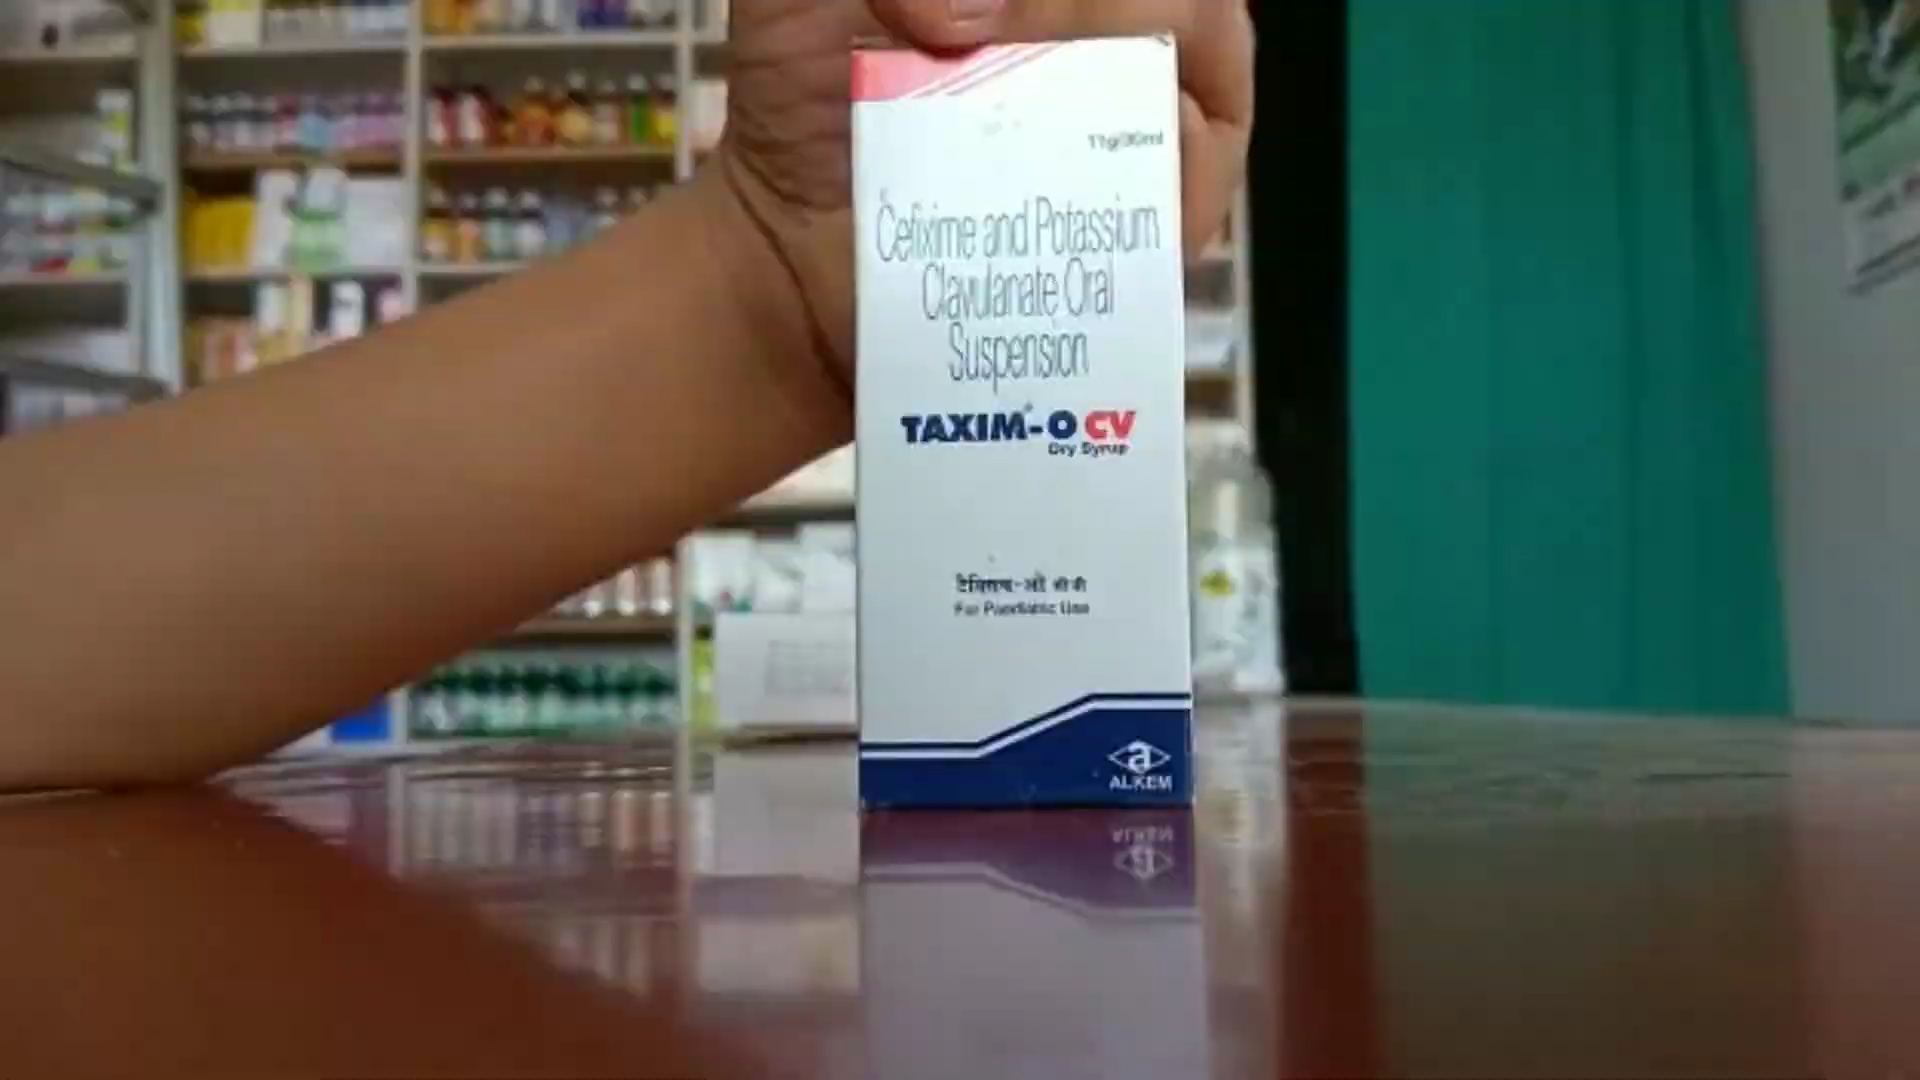 11g/30ml
Cefixime and Potassium
Clavulanate Oral
Suspension
TAXIM®-O CV
Dry Syrup
टैक्सिम-ओ सी वी
For Paediatric Use
a
ALKEM